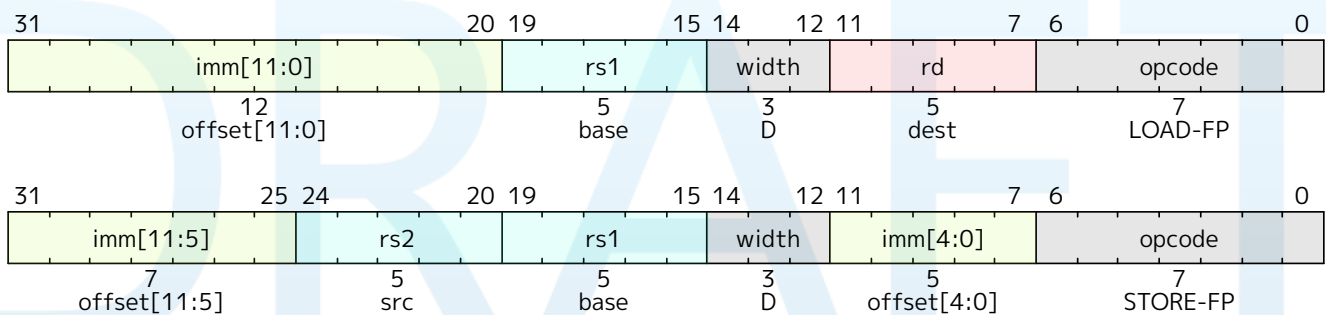 31 20 19 15 14 12 11 7 6 0
imm[11:0] rs1 width rd opcode
12 5 3 5 7
offset[11:0] base D dest LOAD-FP
31 25 24 20 19 15 14 12 11 7 6 0
imm[11:5] rs2 rs1 width imm[4:0] opcode
7 5 5 3 5 7
offset[11:5] src base D offset[4:0] STORE-FP
DRAFT